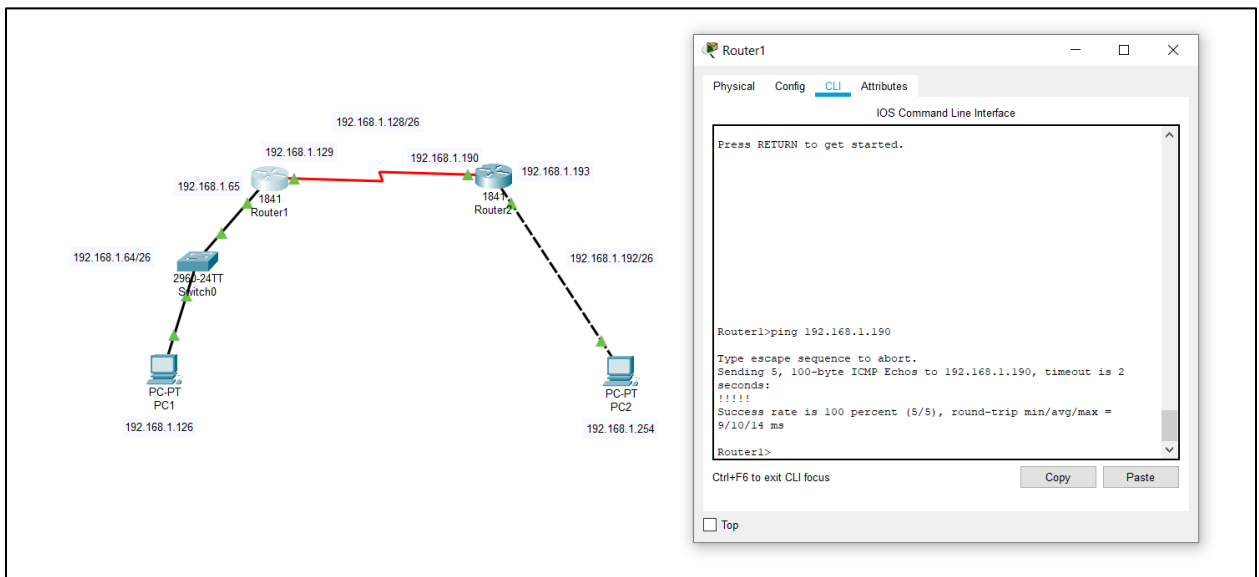 192.168.1.128/26
192.168.1.129
192.168.1.190
192.168.1.193
192.168.1.65
1841
Router1
1841
Router2
192.168.1.64/26
192.168.1.192/26
2960-24TT
Switch0
PC-PT
PC1
192.168.1.126
PC-PT
PC2
192.168.1.254
Router1
Physical Config CLI Attributes
IOS Command Line Interface
Press RETURN to get started.
Router1>ping 192.168.1.190
Type escape sequence to abort.
Sending 5, 100-byte ICMP Echos to 192.168.1.190, timeout is 2
seconds:
!!!!!
Success rate is 100 percent (5/5), round-trip min/avg/max =
9/10/14 ms
Router1>
Ctrl+F6 to exit CLI focus
Copy
Paste
Top